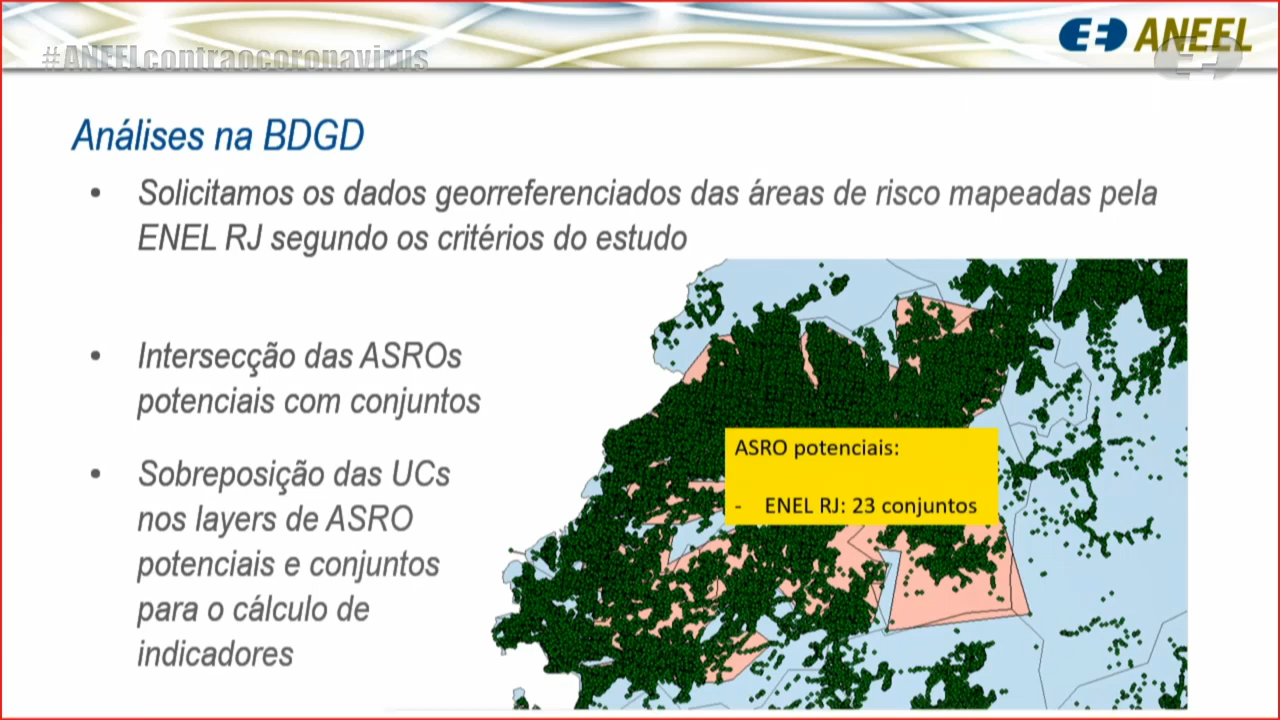 #ANEELcontraocoronavirus
ANEEL
Análises na BDGD
• Solicitamos os dados georreferenciados das áreas de risco mapeadas pela
ENEL RJ segundo os critérios do estudo
• Intersecção das ASROs
potenciais com conjuntos
• Sobreposição das UCs
nos layers de ASRO
potenciais e conjuntos
para o cálculo de
indicadores
ASRO potenciais:
- ENEL RJ: 23 conjuntos